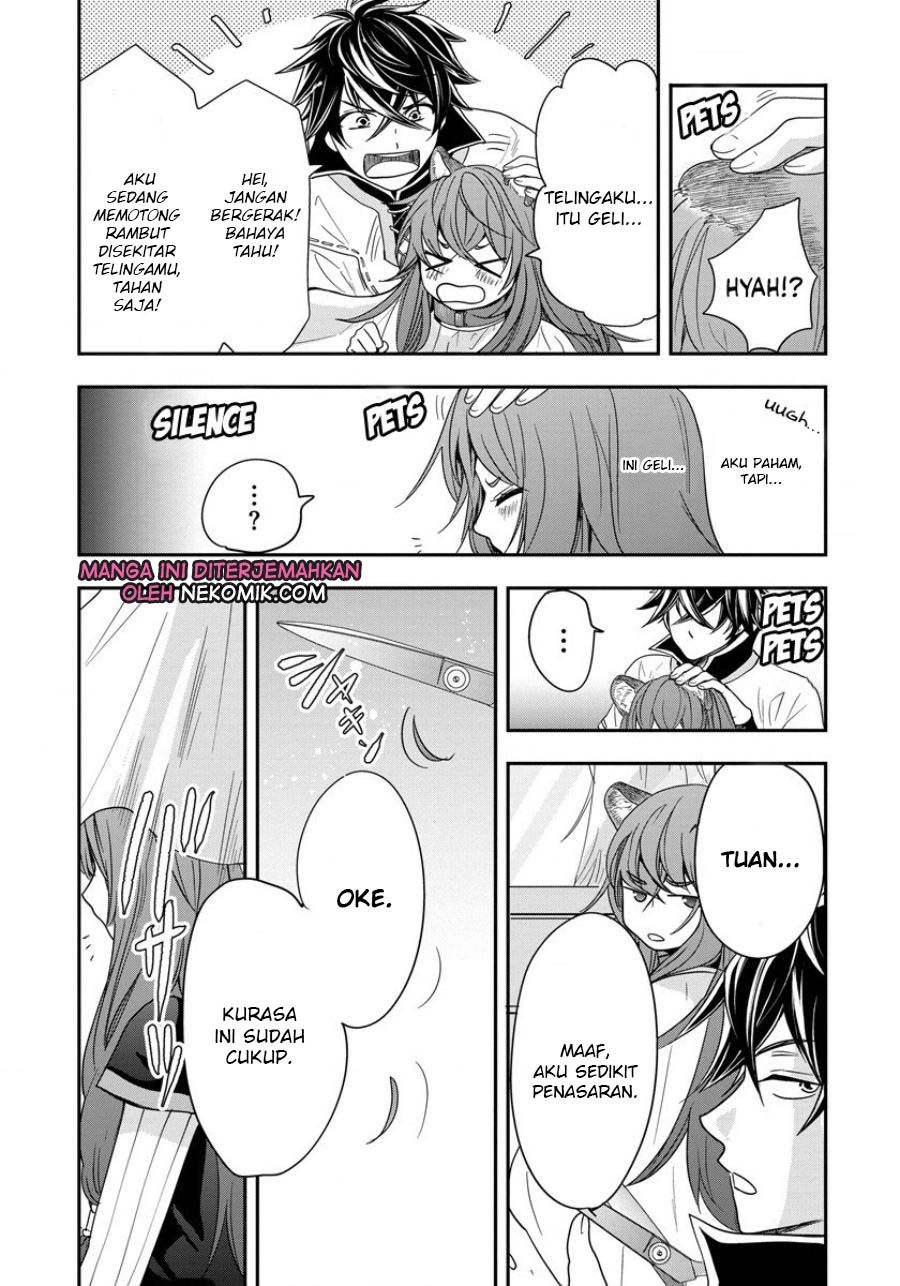 PETS
HYAH!?
TELINGAKU...
ITU GELI...
HEI,
JANGAN
BERGERAK!
BAHAYA
TAHU!
AKU
SEDANG
MEMOTONG
RAMBUT
DISEKITAR
TELINGAMU,
TAHAN
SAJA!
UUGH...
AKU PAHAM,
TAPI...
INI GELI...
PETS
SILENCE
...?
MANGA INI DITERJEMAHKAN
OLEH NEKOMIK.COM
PETS
PETS
...
TUAN...
MAAF,
AKU SEDIKIT
PENASARAN.
OKE.
KURASA
INI SUDAH
CUKUP.